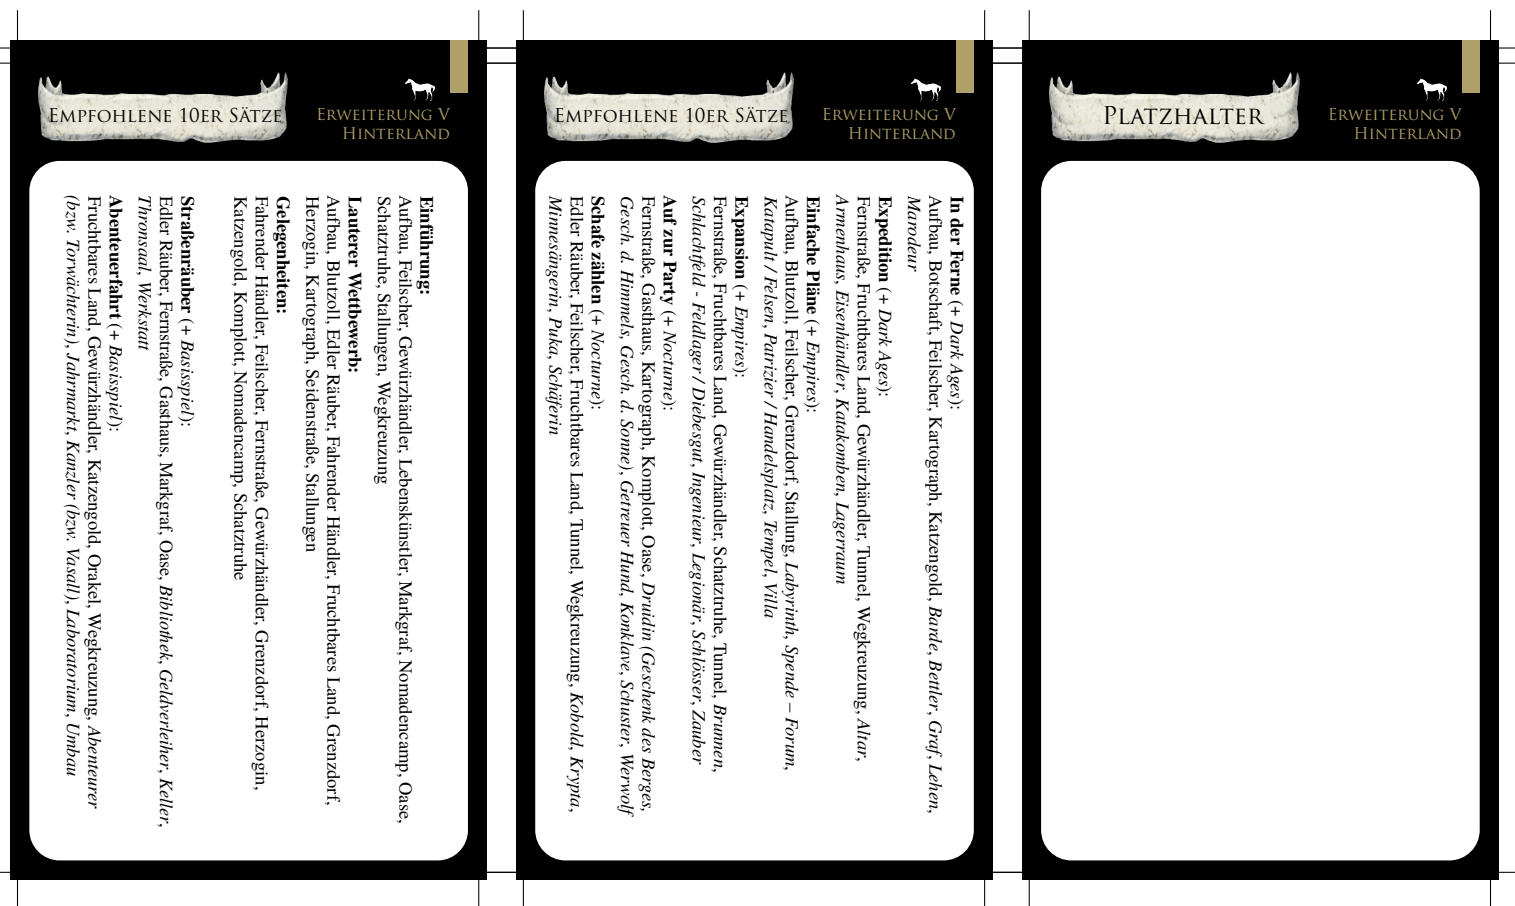 Empfohlene 10er Sätze
Erweiterung V
Hinterland
Einführung:
Aufbau, Feilscher, Gewürzhändler, Lebenskünstler, Markgraf, Nomadencamp, Oase,
Schatztruhe, Stallungen, Wegkreuzung
Lauterer Wettbewerb:
Aufbau, Blutzoll, Edler Räuber, Fahrender Händler, Fruchtbares Land, Grenzdorf,
Herzogin, Kartograph, Seidenstraße, Stallungen
Gelegenheiten:
Fahrender Händler, Feilscher, Fernstraße, Gewürzhändler, Grenzdorf, Herzogin,
Katzengold, Komplott, Nomadencamp, Schatztruhe
Straßenräuber (+ Basisspiel):
Edler Räuber, Fernstraße, Gasthaus, Markgraf, Oase, Bibliothek, Geldverleiher, Keller,
Thronsaal, Werkstatt
Abenteuerfahrt (+ Basisspiel):
Fruchtbares Land, Gewürzhändler, Katzengold, Orakel, Wegkreuzung, Abenteurer
(bzw. Torwächterin), Jahrmarkt, Kanzler (bzw. Vasall), Laboratorium, Umbau
Empfohlene 10er Sätze
Erweiterung V
Hinterland
In der Ferne (+ Dark Ages):
Aufbau, Botschaft, Feilscher, Kartograph, Katzengold, Barde, Bettler, Graf, Lehen,
Marodeur
Expedition (+ Dark Ages):
Fernstraße, Fruchtbares Land, Gewürzhändler, Tunnel, Wegkreuzung, Altar,
Armenhaus, Eisenhändler, Katakomben, Lagerraum
Einfache Pläne (+ Empires):
Aufbau, Blutzoll, Feilscher, Grenzdorf, Stallung, Labyrinth, Spende – Forum,
Katapult / Felsen, Patrizier / Handelsplatz, Tempel, Villa
Expansion (+ Empires):
Fernstraße, Fruchtbares Land, Gewürzhändler, Schatztruhe, Tunnel, Brunnen,
Schlachtfeld - Feldlager / Diebesgut, Ingenieur, Legionär, Schlösser, Zauber
Auf zur Party (+ Nocturne):
Fernstraße, Gasthaus, Kartograph, Komplott, Oase, Druidin (Geschenk des Berges,
Gesch. d. Himmels, Gesch. d. Sonne), Getreuer Hund, Konklave, Schuster, Werwolf
Schafe zählen (+ Nocturne):
Edler Räuber, Feilscher, Fruchtbares Land, Tunnel, Wegkreuzung, Kobold, Krypta,
Minnesängerin, Puka, Schäferin
Platzhalter
Erweiterung V
Hinterland